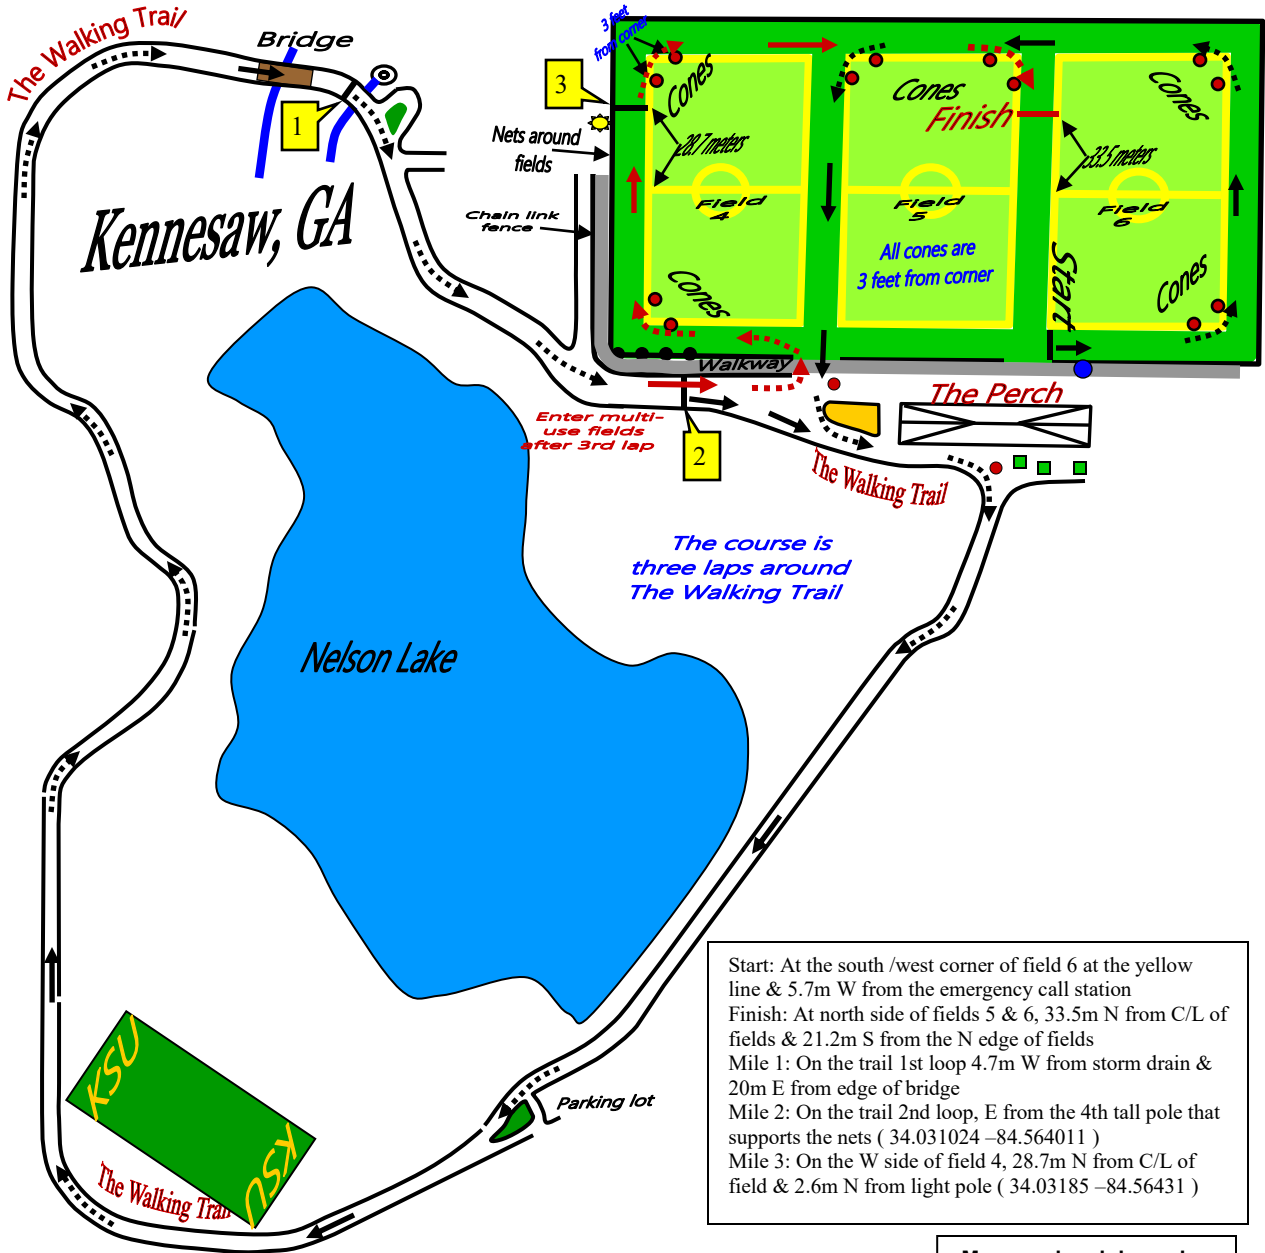 The Walking Trail
Bridge
1
3 feet
from corner
3
Cones
Cones
Cones
Finish
28.7 meters
33.5 meters
Nets around
fields
Chain link
fence
Field
4
Field
5
Field
6
All cones are
3 feet from corner
Kennesaw, GA
Start
Cones
Cones
Walkway
The Perch
Enter multi-
use fields
after 3rd lap
2
The Walking Trail
The course is
three laps around
The Walking Trail
Nelson Lake
Start: At the south /west corner of field 6 at the yellow
line & 5.7m W from the emergency call station
Finish: At north side of fields 5 & 6, 33.5m N from C/L of
fields & 21.2m S from the N edge of fields
Mile 1: On the trail 1st loop 4.7m W from storm drain &
20m E from edge of bridge
Mile 2: On the trail 2nd loop, E from the 4th tall pole that
supports the nets ( 34.031024 –84.564011 )
Mile 3: On the W side of field 4, 28.7m N from C/L of
field & 2.6m N from light pole ( 34.03185 –84.56431 )
KSU
KSU
Parking lot
The Walking Trail